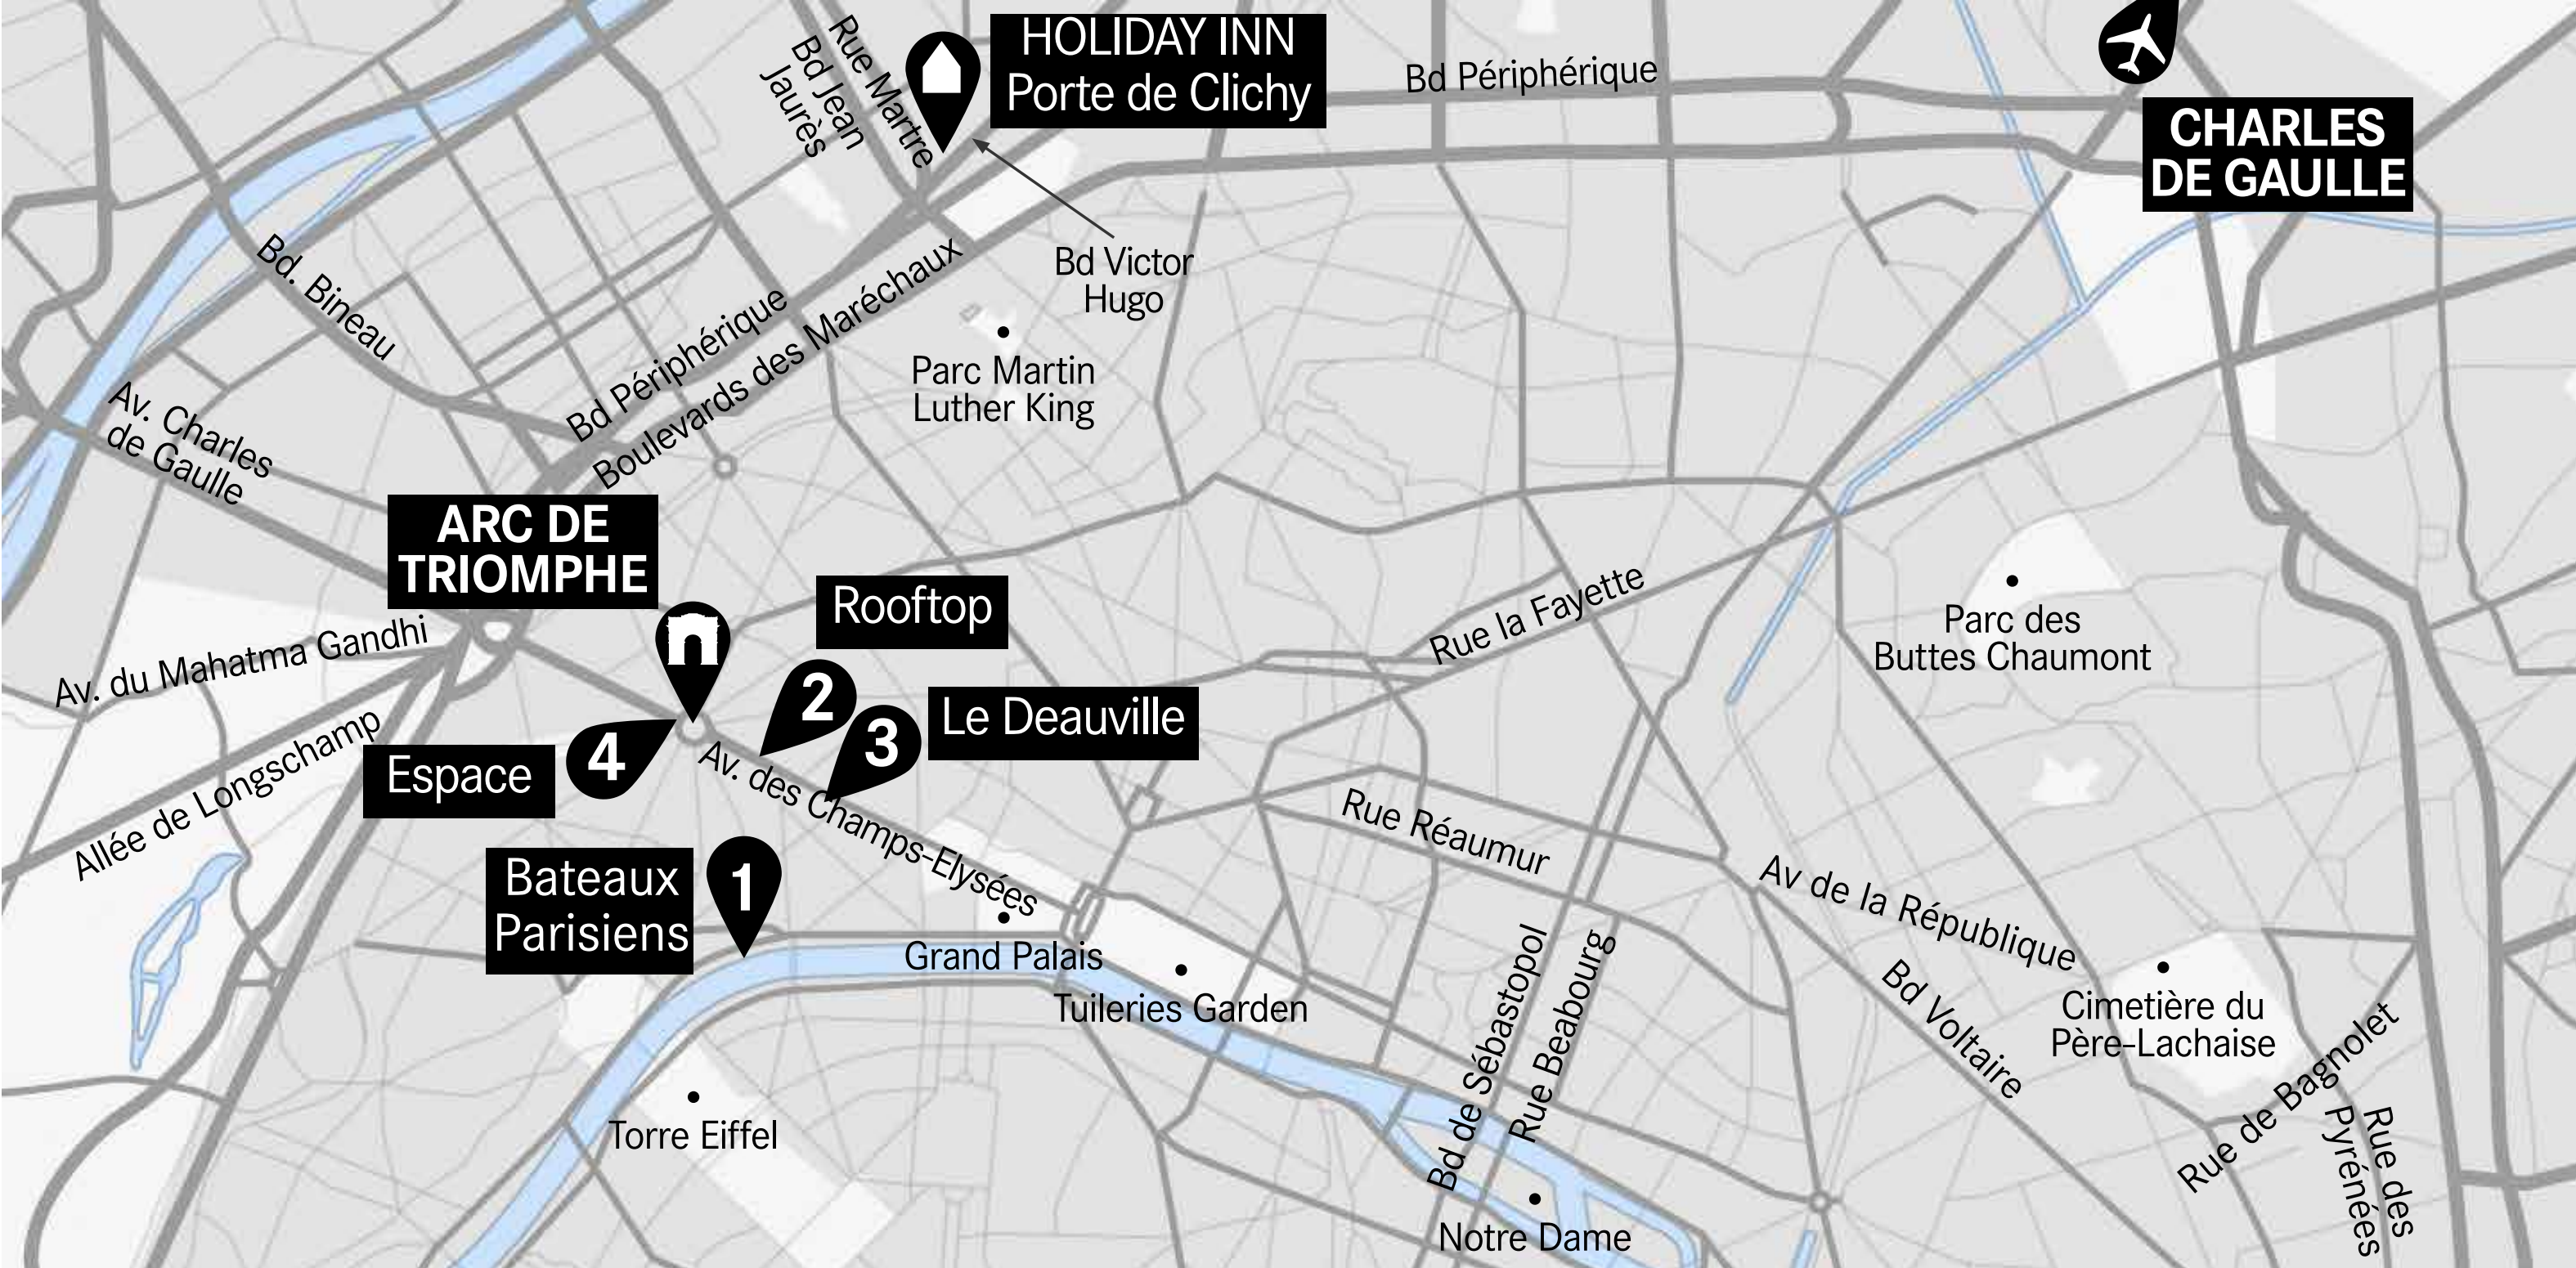 Rue Martre
Bd Jean
Jaurès
HOLIDAY INN
Porte de Clichy
Bd Périphérique
CHARLES
DE GAULLE
Bd Victor
Hugo
Bd. Bineau
Bd Périphérique
Boulevards des Maréchaux
Parc Martin
Luther King
Av. Charles
de Gaulle
ARC DE
TRIOMPHE
Rooftop
Rue la Fayette
Parc des
Buttes Chaumont
Av. du Mahatma Gandhi
2
Le Deauville
3
Espace
4
Av. des Champs-Elysées
Allée de Longschamp
Rue Réaumur
Bateaux
Parisiens
1
Av de la République
Grand Palais
Tuileries Garden
Bd de Sébastopol
Rue Beabourg
Bd Voltaire
Cimetière du
Père-Lachaise
Rue de Bagnolet
Rue des
Pyrénées
Torre Eiffel
Notre Dame